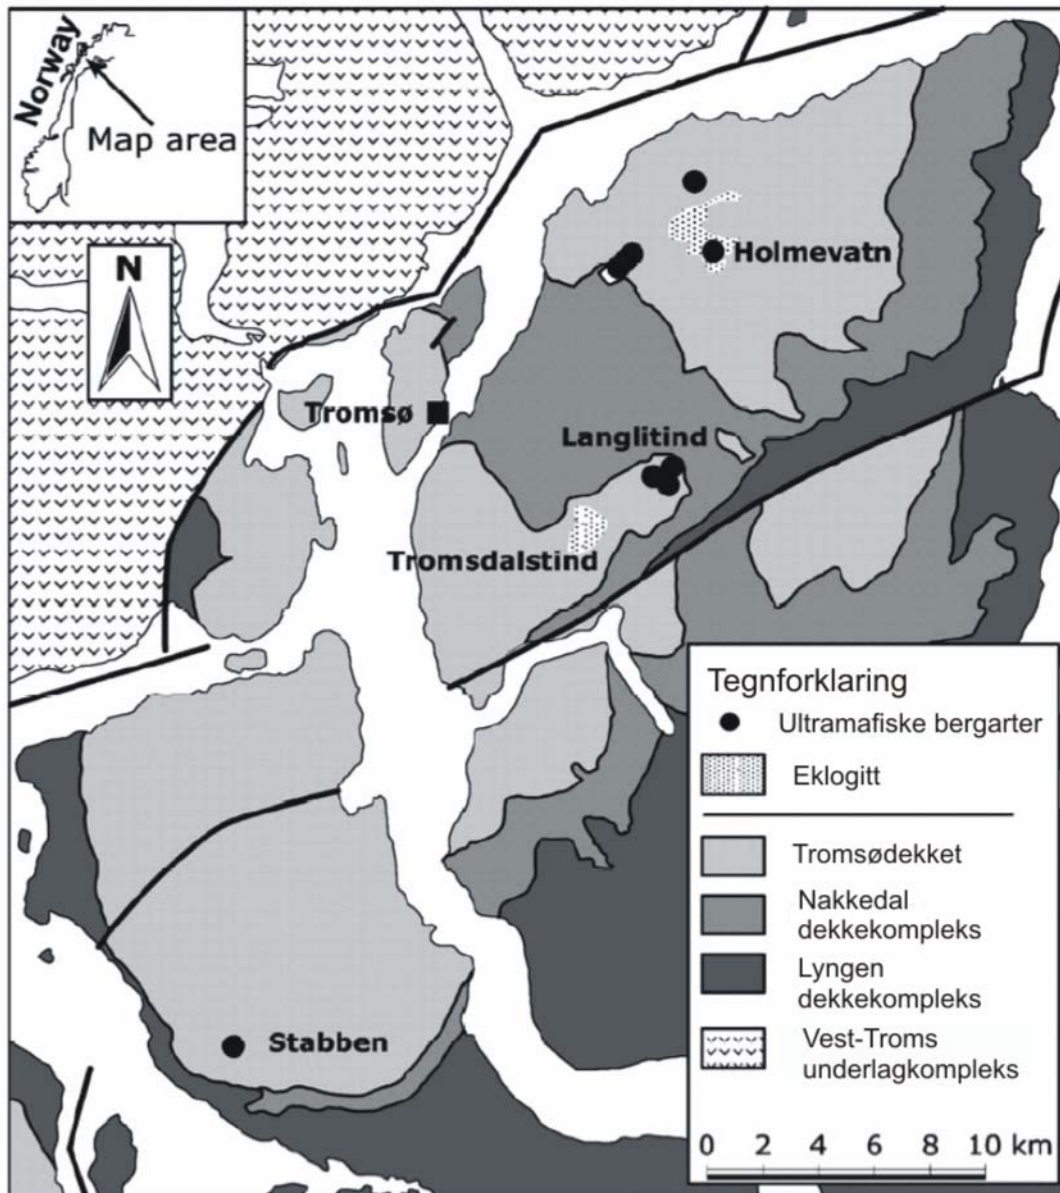 Norway
Map area
N
Holmevatn
Tromsø
Langlitind
Tromsdalstind
Stabben
Tegnforklaring
Ultramafiske bergarter
Eklogitt
Tromsødekket
Nakkedal
dekkekompleks
Lyngen
dekkekompleks
Vest-Troms
underlagkompleks
0 2 4 6 8 10 km